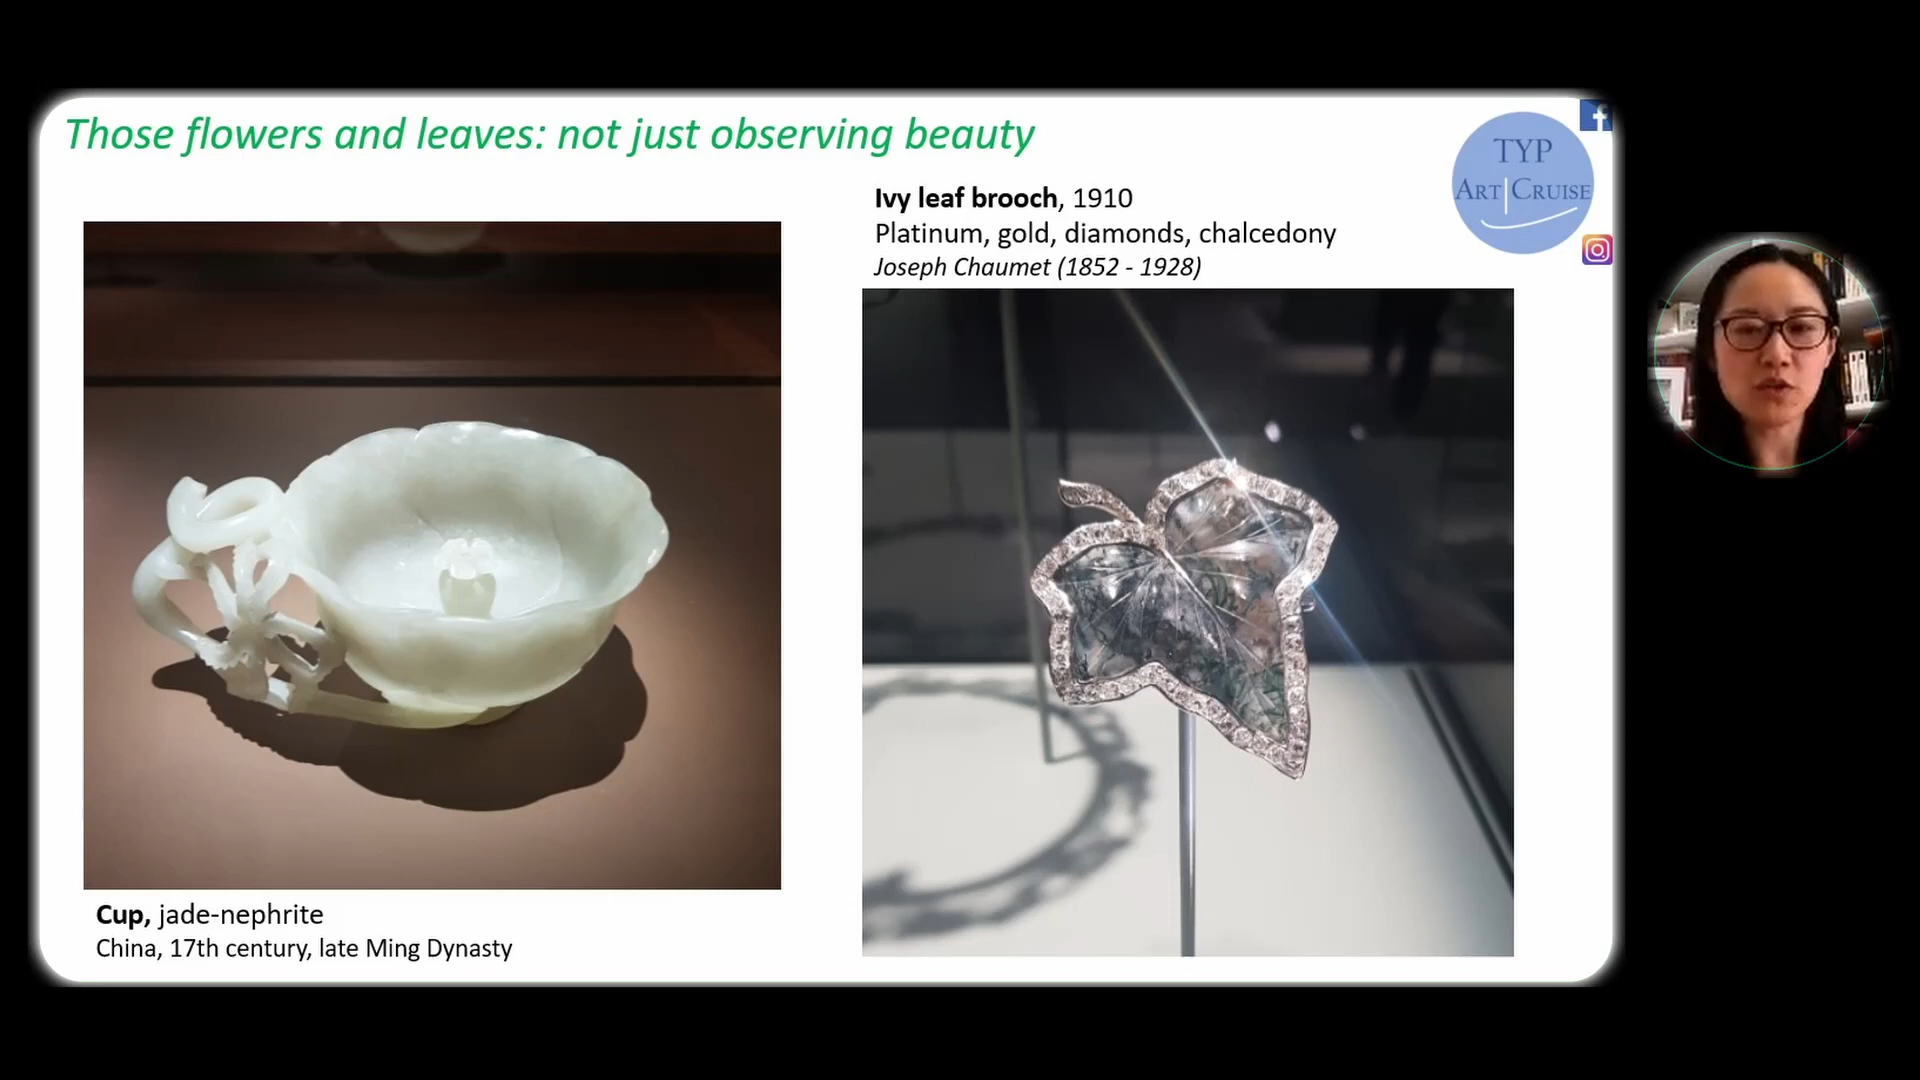 Those flowers and leaves: not just observing beauty
TYP
ART CRUISE
Ivy leaf brooch, 1910
Platinum, gold, diamonds, chalcedony
Joseph Chaumet (1852 - 1928)
Cup, jade-nephrite
China, 17th century, late Ming Dynasty